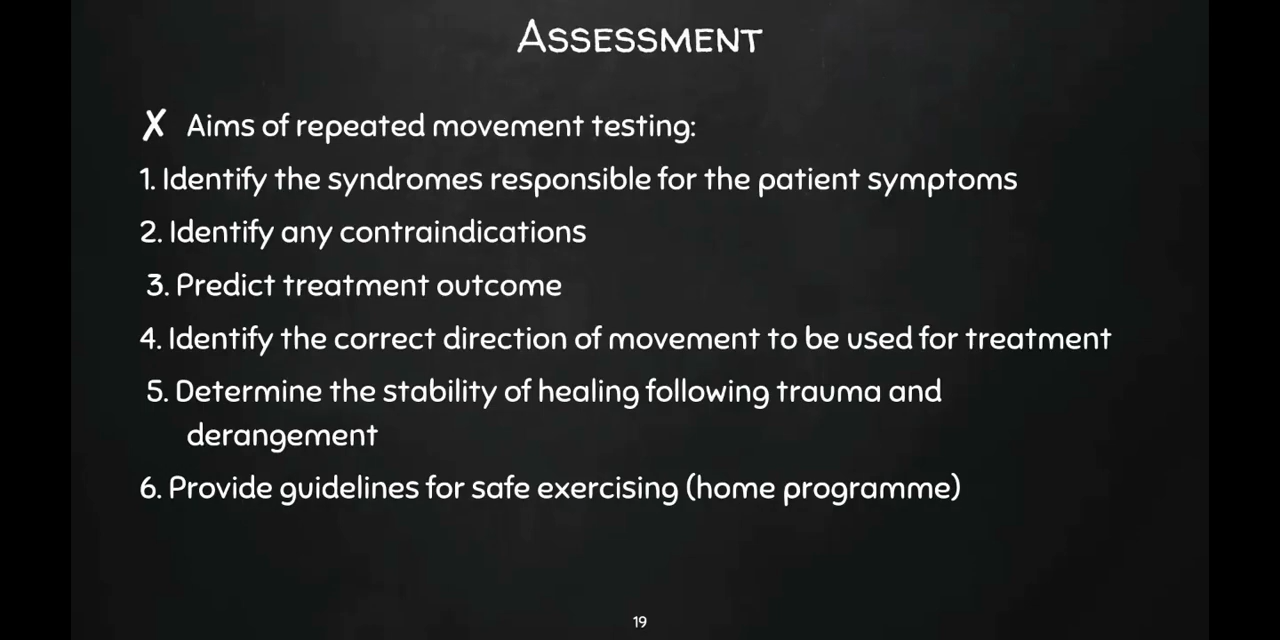 ASSESSMENT
✗ Aims of repeated movement testing:
1. Identify the syndromes responsible for the patient symptoms
2. Identify any contraindications
3. Predict treatment outcome
4. Identify the correct direction of movement to be used for treatment
5. Determine the stability of healing following trauma and
derangement
6. Provide guidelines for safe exercising (home programme)
19